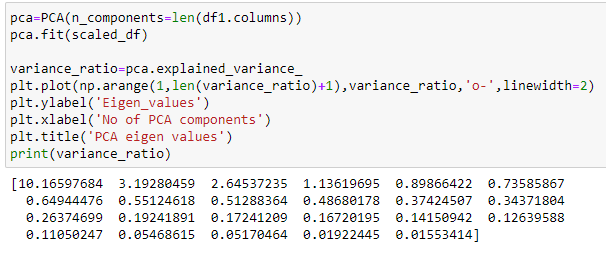 pca=PCA(n_components=len(df1.columns))
pca.fit(scaled_df)
variance_ratio=pca.explained_variance_
plt.plot(np.arange(1,len(variance_ratio)+1),variance_ratio,'o-',linewidth=2)
plt.ylabel('Eigen_values')
plt.xlabel('No of PCA components')
plt.title('PCA eigen values')
print(variance_ratio)
[10.16597684 3.19280459 2.64537235 1.13619695 0.89866422 0.73585867
0.64944476 0.55124618 0.51288364 0.48680178 0.37424507 0.34371804
0.26374699 0.19241891 0.17241209 0.16720195 0.14150942 0.12639588
0.11050247 0.05468615 0.05170464 0.01922445 0.01553414]